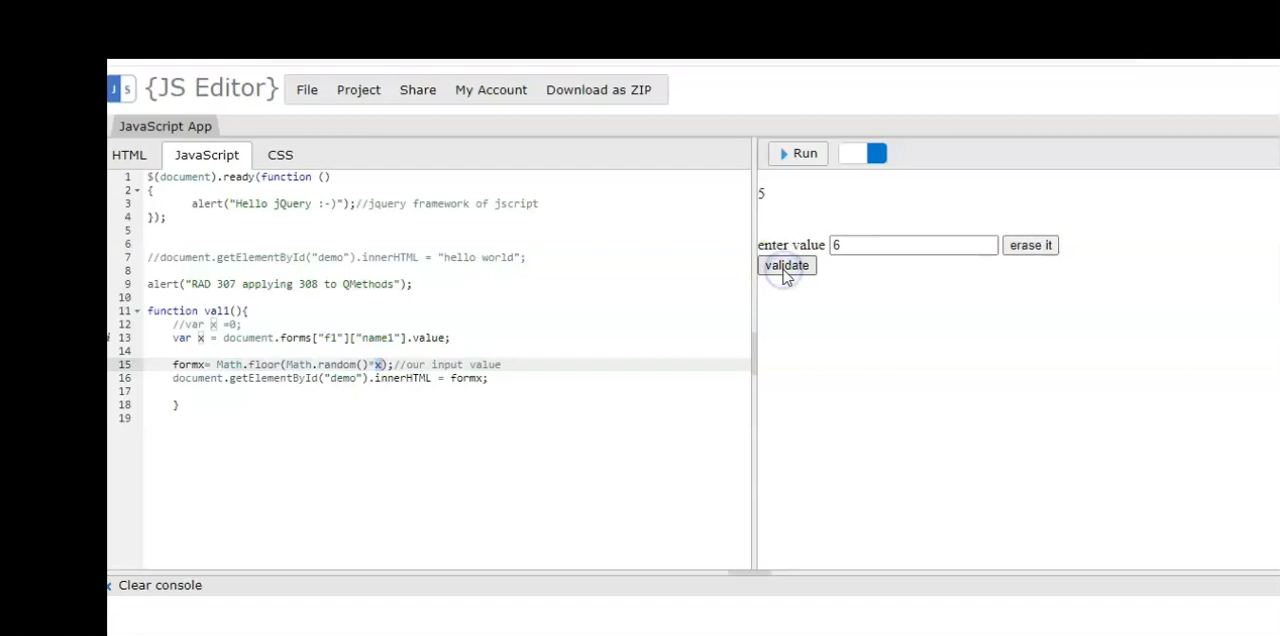 JS {JS Editor} File Project Share My Account Download as ZIP
JavaScript App
HTML JavaScript CSS
1 $(document).ready(function ()
2 {
3 alert("Hello jQuery :-)");//jquery framework of jscript
4 });
5
6
7 //document.getElementById("demo").innerHTML = "hello world";
8
9 alert("RAD 307 applying 308 to QMethods");
10
11 function val1(){
12 //var x =0;
i 13 var x = document.forms["f1"]["name1"].value;
14
15 formx= Math.floor(Math.random()*x);//our input value
16 document.getElementById("demo").innerHTML = formx;
17
18 }
19
Run
5
enter value 6 erase it
validate
Clear console